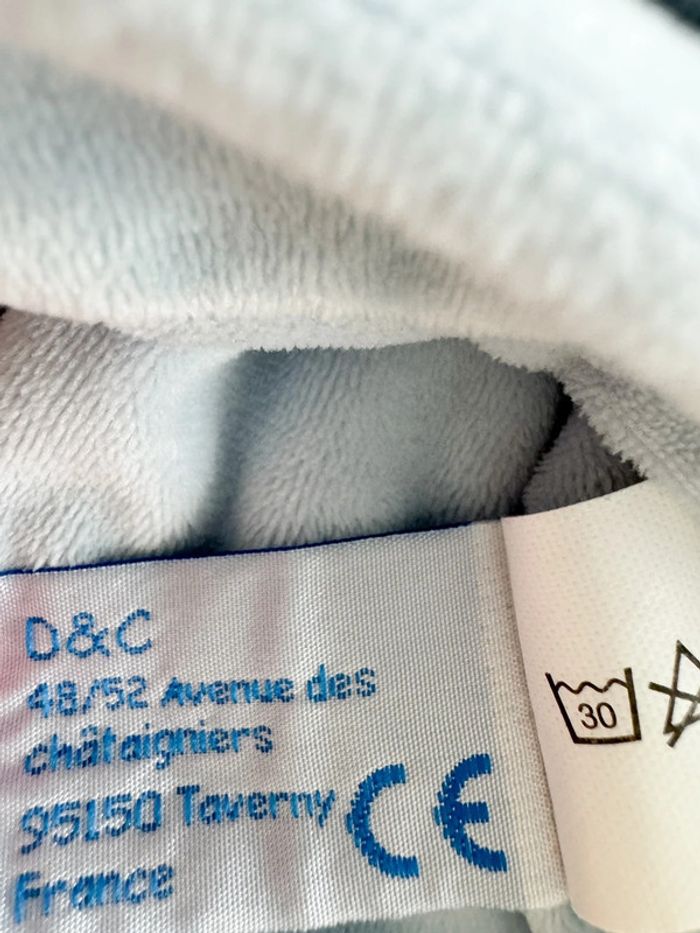 D&C
48/52 Avenue des
châtaigniers
95150 Taverny
France
CE
30